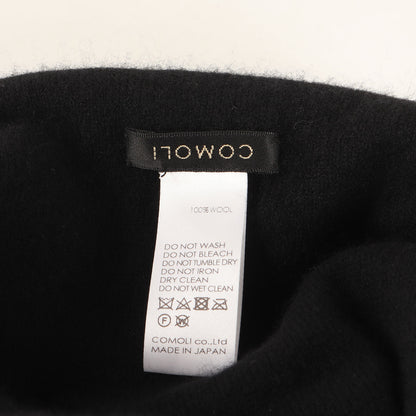 COMOLI
100% WOOL
DO NOT WASH
DO NOT BLEACH
DO NOT TUMBLE DRY
DO NOT IRON
DRY CLEAN
DO NOT WET CLEAN
F W
COMOLI co.,Ltd
MADE IN JAPAN